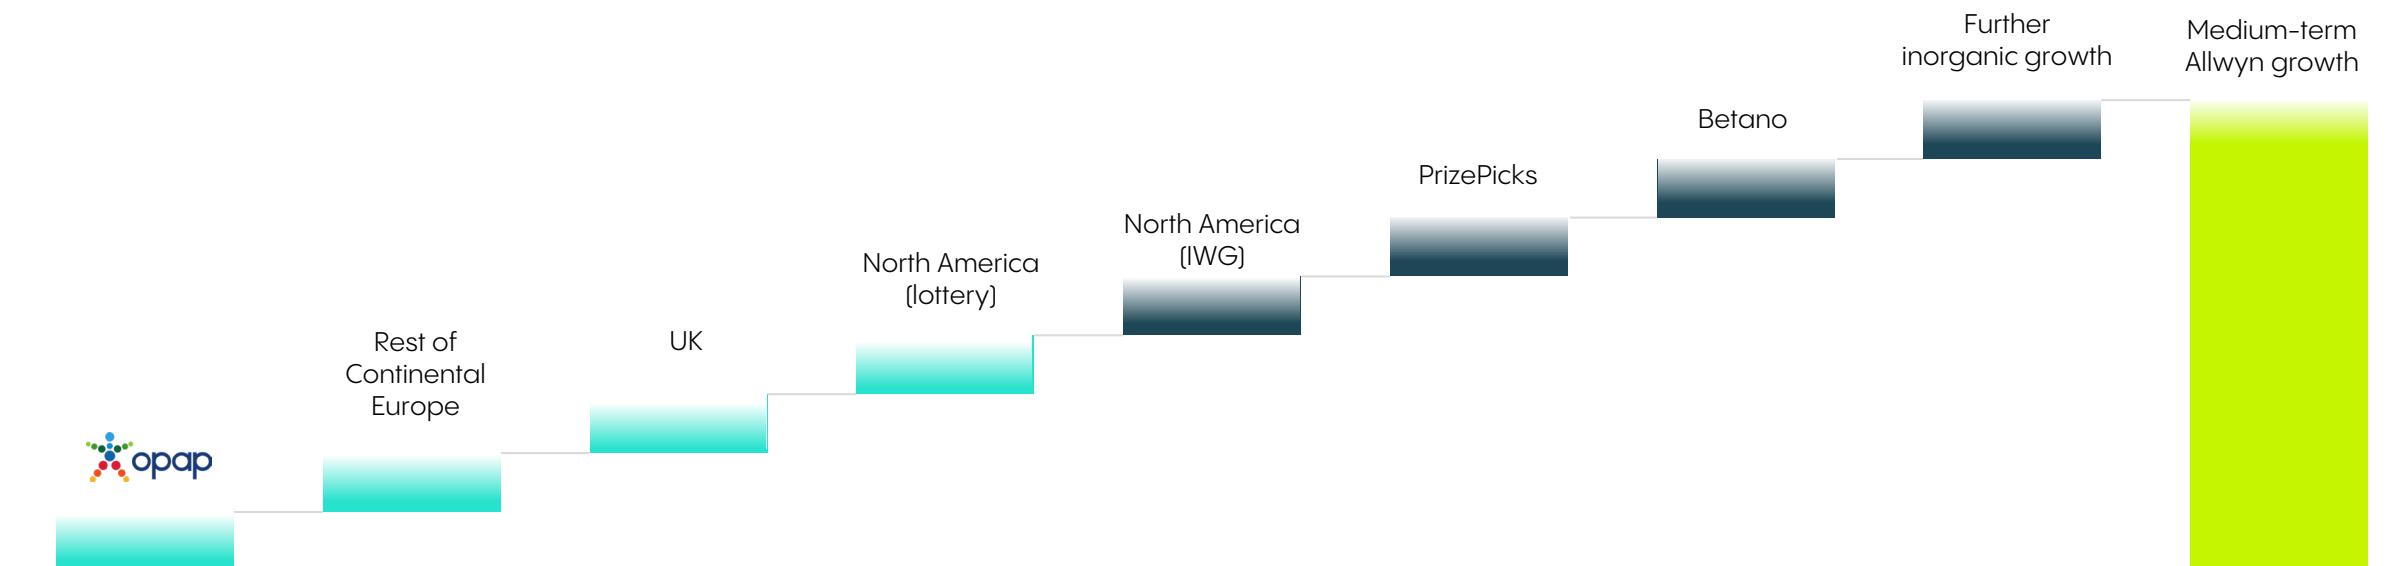 opap
Rest of
Continental
Europe
UK
North America
(lottery)
North America
(IWG)
PrizePicks
Betano
Further
inorganic growth
Medium-term
Allwyn growth